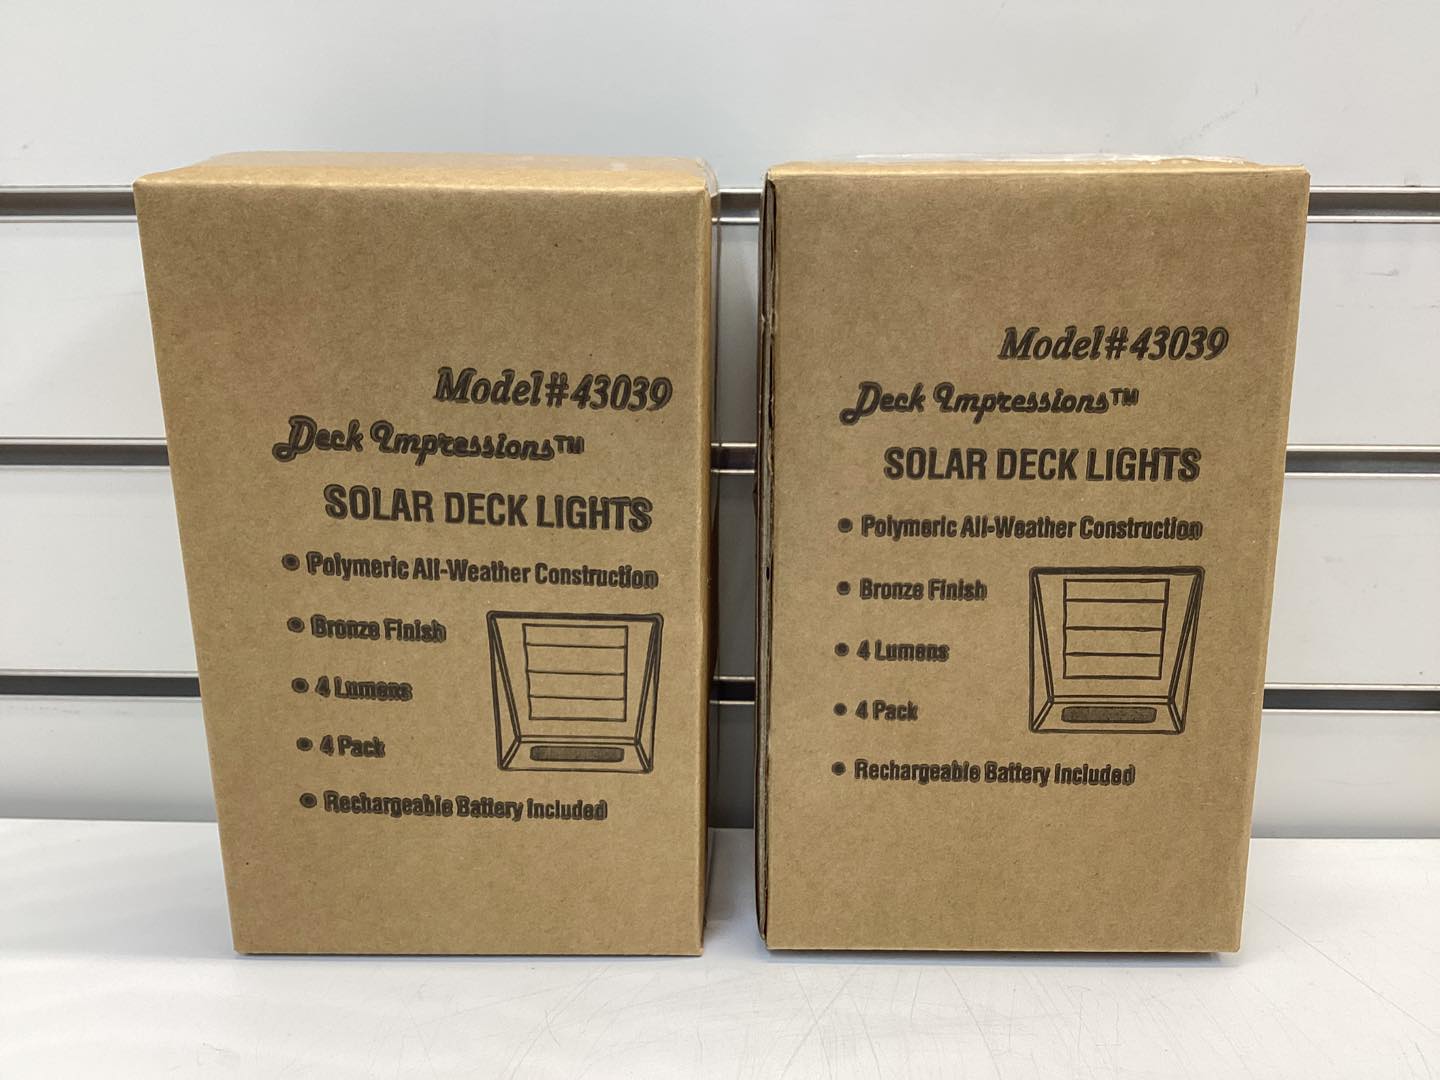 Model#43039
Deck Impressions™
SOLAR DECK LIGHTS
• Polymeric All-Weather Construction
• Bronze Finish
• 4 Lumens
• 4 Pack
• Rechargeable Battery Included
Model#43039
Deck Impressions™
SOLAR DECK LIGHTS
• Polymeric All-Weather Construction
• Bronze Finish
• 4 Lumens
• 4 Pack
• Rechargeable Battery Included